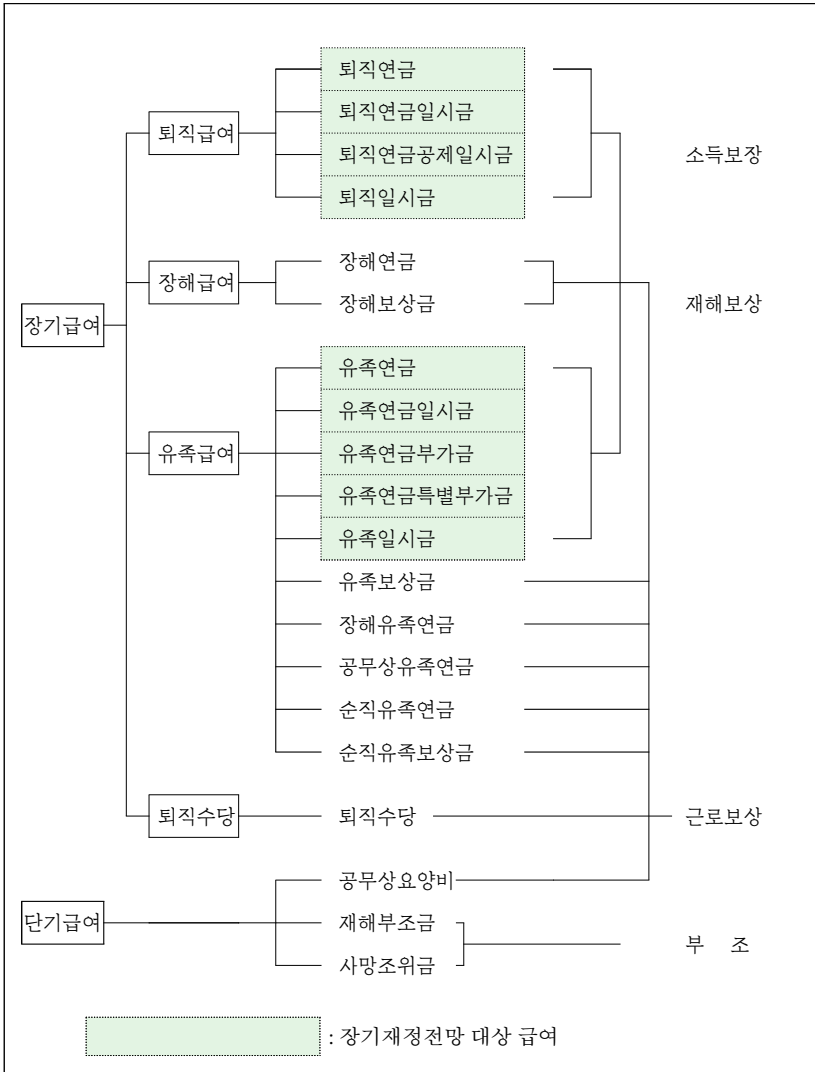 퇴직연금
퇴직연금일시금
퇴직급여
퇴직연금공제일시금
소득보장
퇴직일시금
장해연금
장해급여
장해보상금
장기급여
재해보상
유족연금
유족연금일시금
유족급여
유족연금부가금
유족연금특별부가금
유족일시금
유족보상금
장해유족연금
공무상유족연금
순직유족연금
순직유족보상금
퇴직수당
퇴직수당
근로보상
공무상요양비
단기급여
재해부조금
부 조
사망조위금
: 장기재정전망 대상 급여